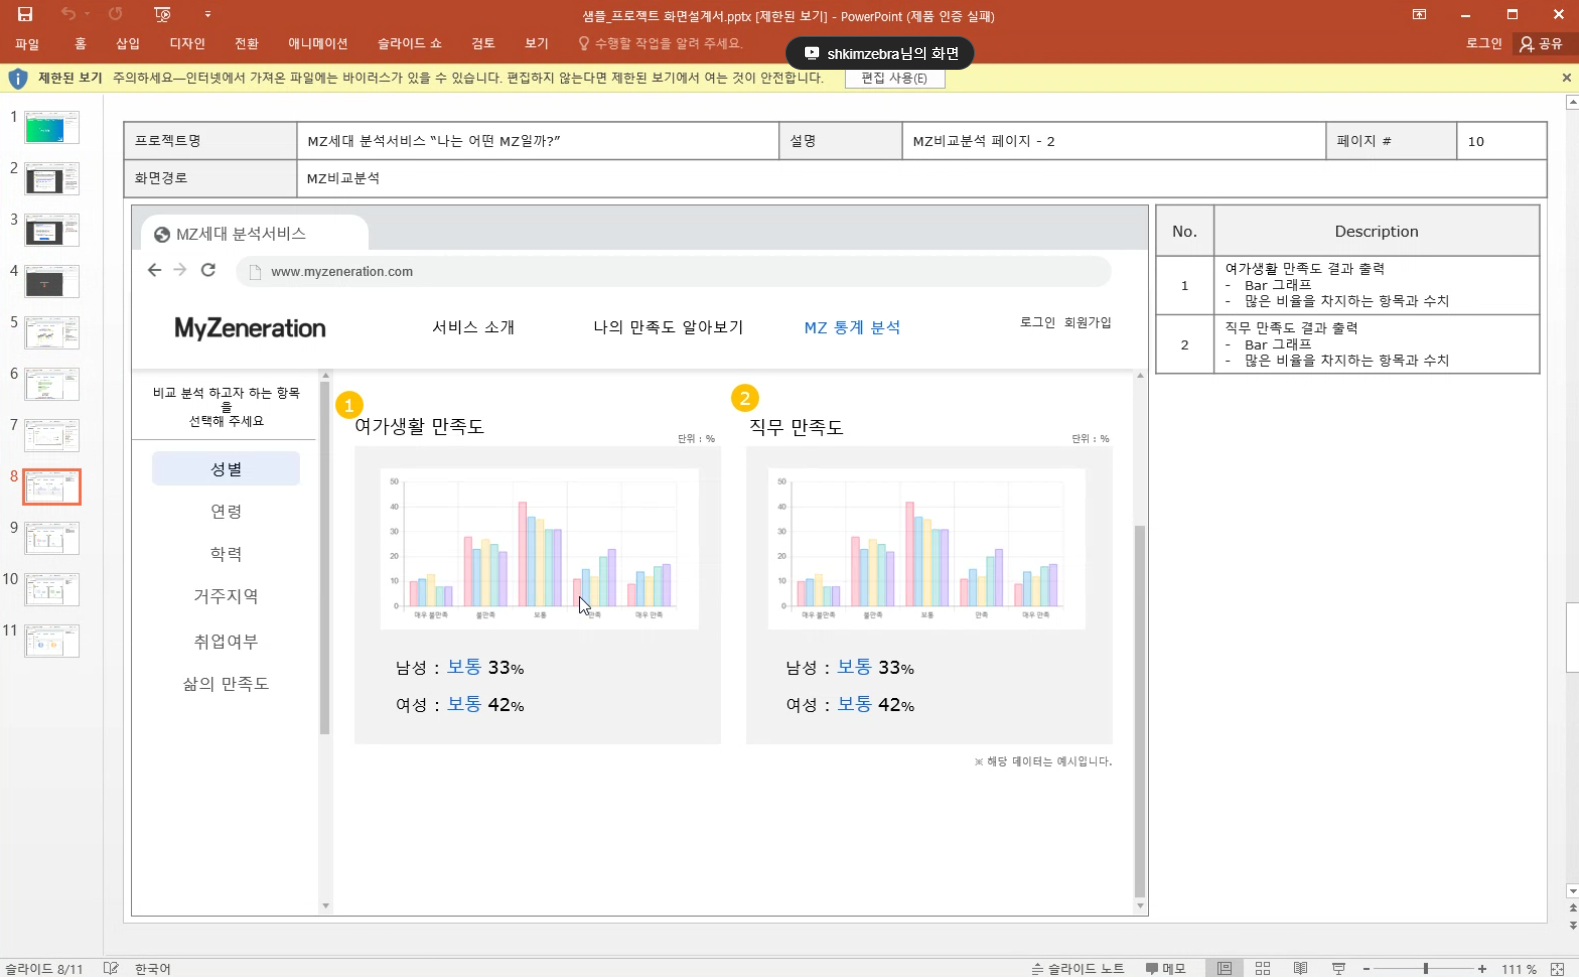 샘플_프로젝트 화면설계서.pptx [제한된 보기] - PowerPoint (제품 인증 실패)
파일 홈 삽입 디자인 전환 애니메이션 슬라이드 쇼 검토 보기 수행할 작업을 알려 주세요. 로그인 공유
shkimzebra님의 화면
제한된 보기 주의하세요—인터넷에서 가져온 파일에는 바이러스가 있을 수 있습니다. 편집하지 않는다면 제한된 보기에서 여는 것이 안전합니다. 편집 사용(E)
1
2
3
4
5
6
7
8
9
10
11
프로젝트명 MZ세대 분석서비스 “나는 어떤 MZ일까?” 설명 MZ비교분석 페이지 - 2 페이지 # 10
화면경로 MZ비교분석
MZ세대 분석서비스
www.myzeneration.com
MyZeneration 서비스 소개 나의 만족도 알아보기 MZ 통계 분석 로그인 회원가입
비교 분석 하고자 하는 항목
을
선택해 주세요
성별
연령
학력
거주지역
취업여부
삶의 만족도
1
여가생활 만족도
단위 : %
50
40
30
20
10
0
매우 불만족 불만족 보통 만족 매우 만족
남성 : 보통 33%
여성 : 보통 42%
2
직무 만족도
단위 : %
50
40
30
20
10
0
매우 불만족 불만족 보통 만족 매우 만족
남성 : 보통 33%
여성 : 보통 42%
※ 해당 데이터는 예시입니다.
No. Description
1
여가생활 만족도 결과 출력
- Bar 그래프
- 많은 비율을 차지하는 항목과 수치
2
직무 만족도 결과 출력
- Bar 그래프
- 많은 비율을 차지하는 항목과 수치
슬라이드 8/11 한국어 슬라이드 노트 메모 111 %